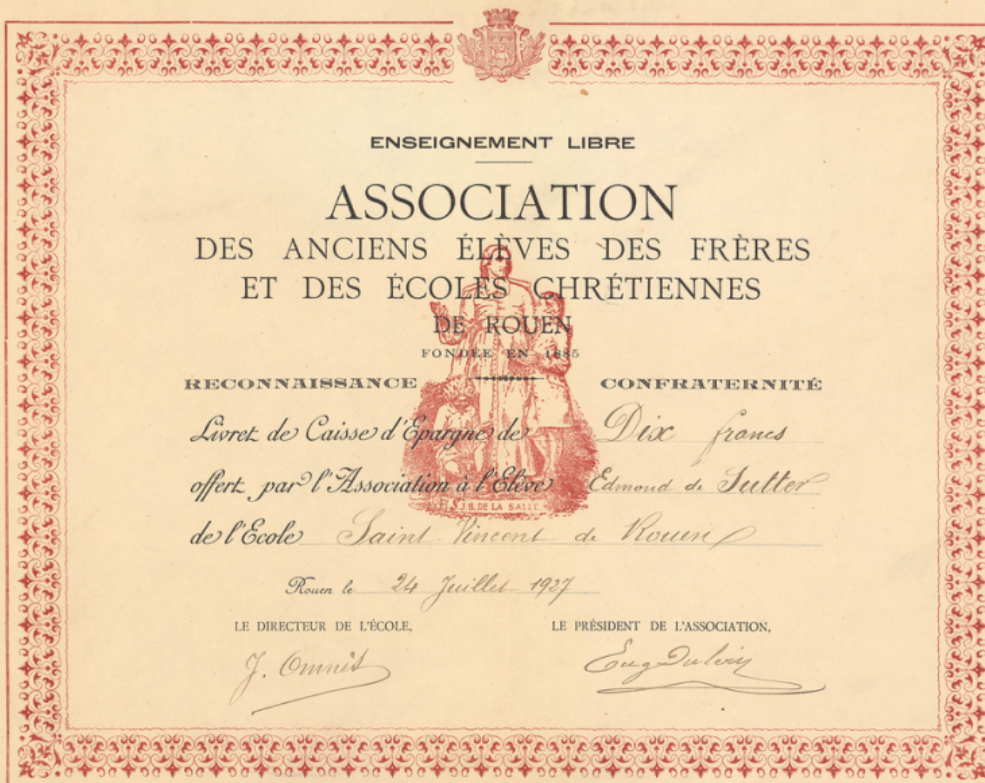 ENSEIGNEMENT LIBRE
ASSOCIATION
DES ANCIENS ÉLÈVES DES FRÈRES
ET DES ÉCOLES CHRÉTIENNES
DE ROUEN
FONDÉE EN 1885
RECONNAISSANCE CONFRATERNITÉ
Livret de Caisse d'Epargne de Dix francs
offert par l'Association à l'Elève Edmond de Sutter
de l'Ecole Saint Vincent de Rouen
J.B. DE LA SALLE
Rouen le 24 Juillet 1927
LE DIRECTEUR DE L'ÉCOLE, LE PRÉSIDENT DE L'ASSOCIATION,
J.